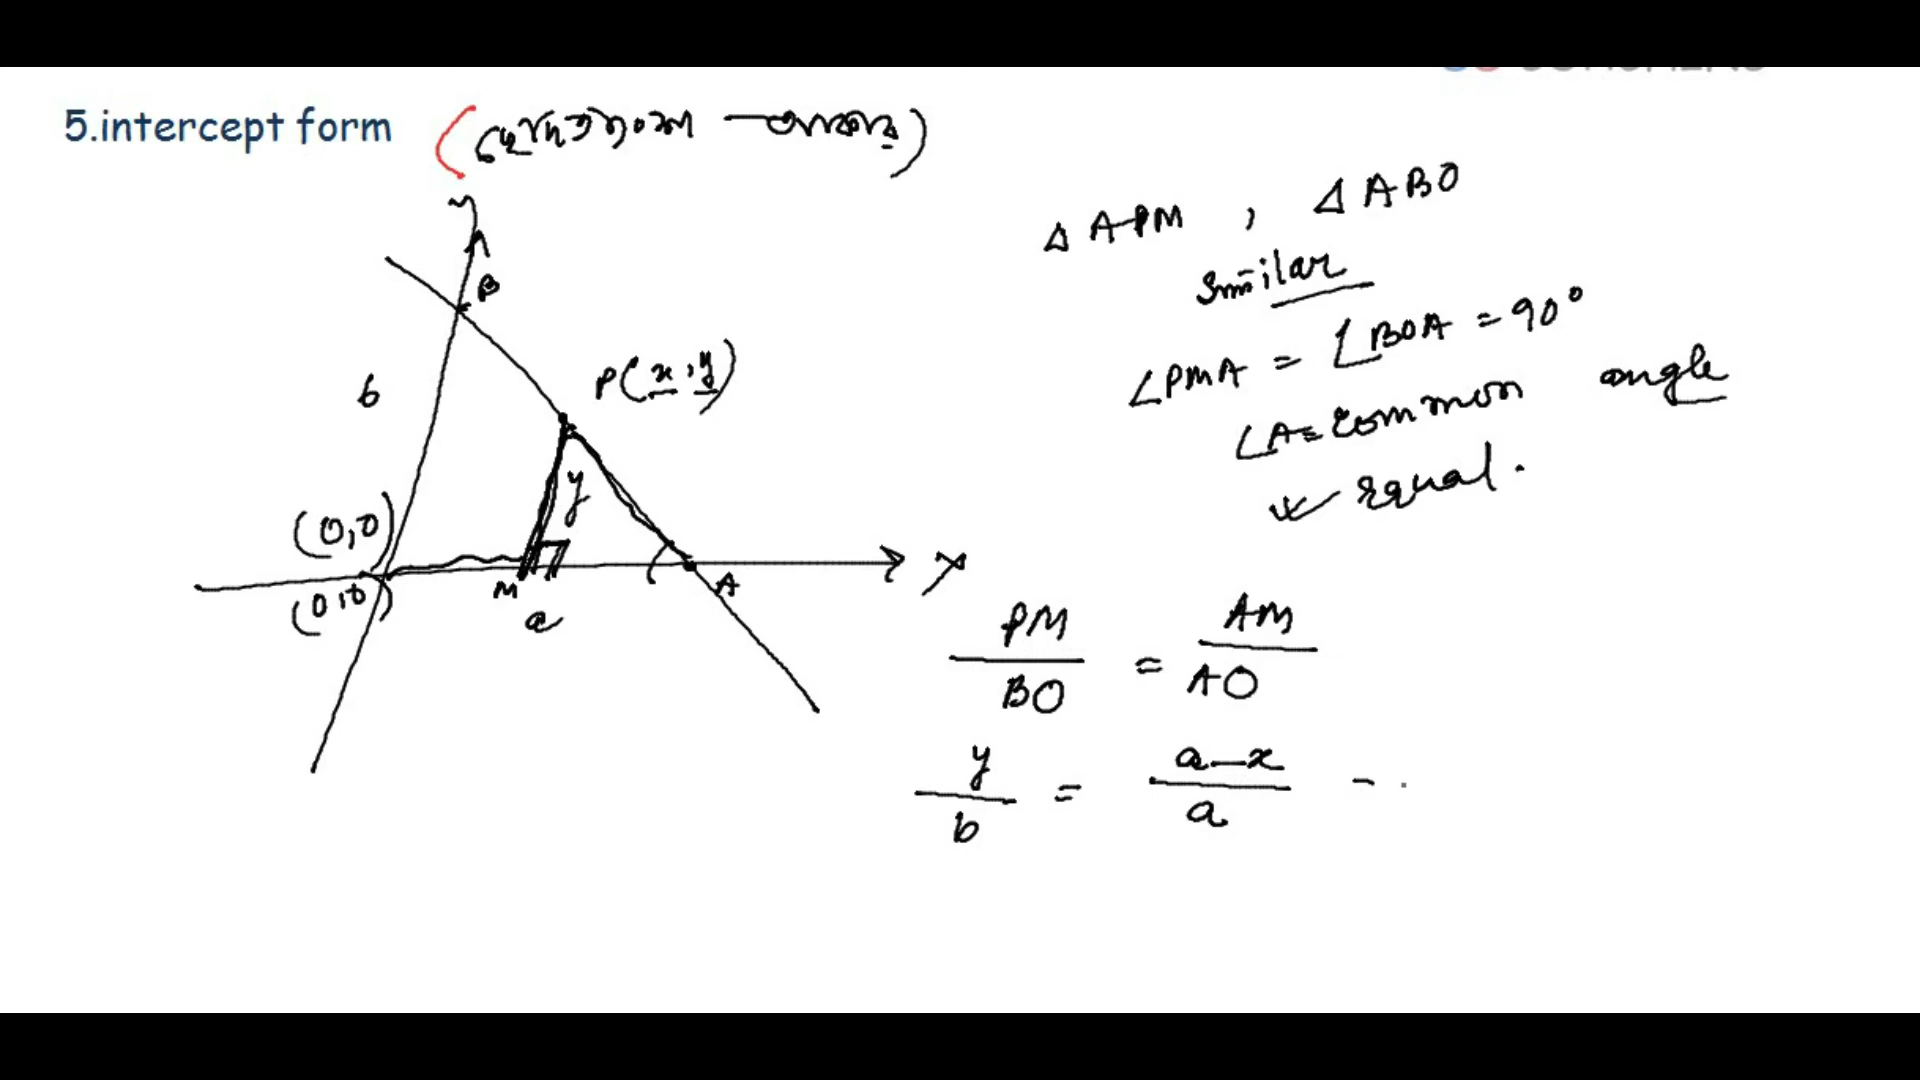 5.intercept form
y
B
b
P(x,y)
y
(0,0)
(0,0)
M
A
X
a
Δ APM , Δ ABO
Similar
∠PMA = ∠BOA = 90°
∠A = common angle
equal.
PM/BO = AM/AO
y/b = a-x/a -